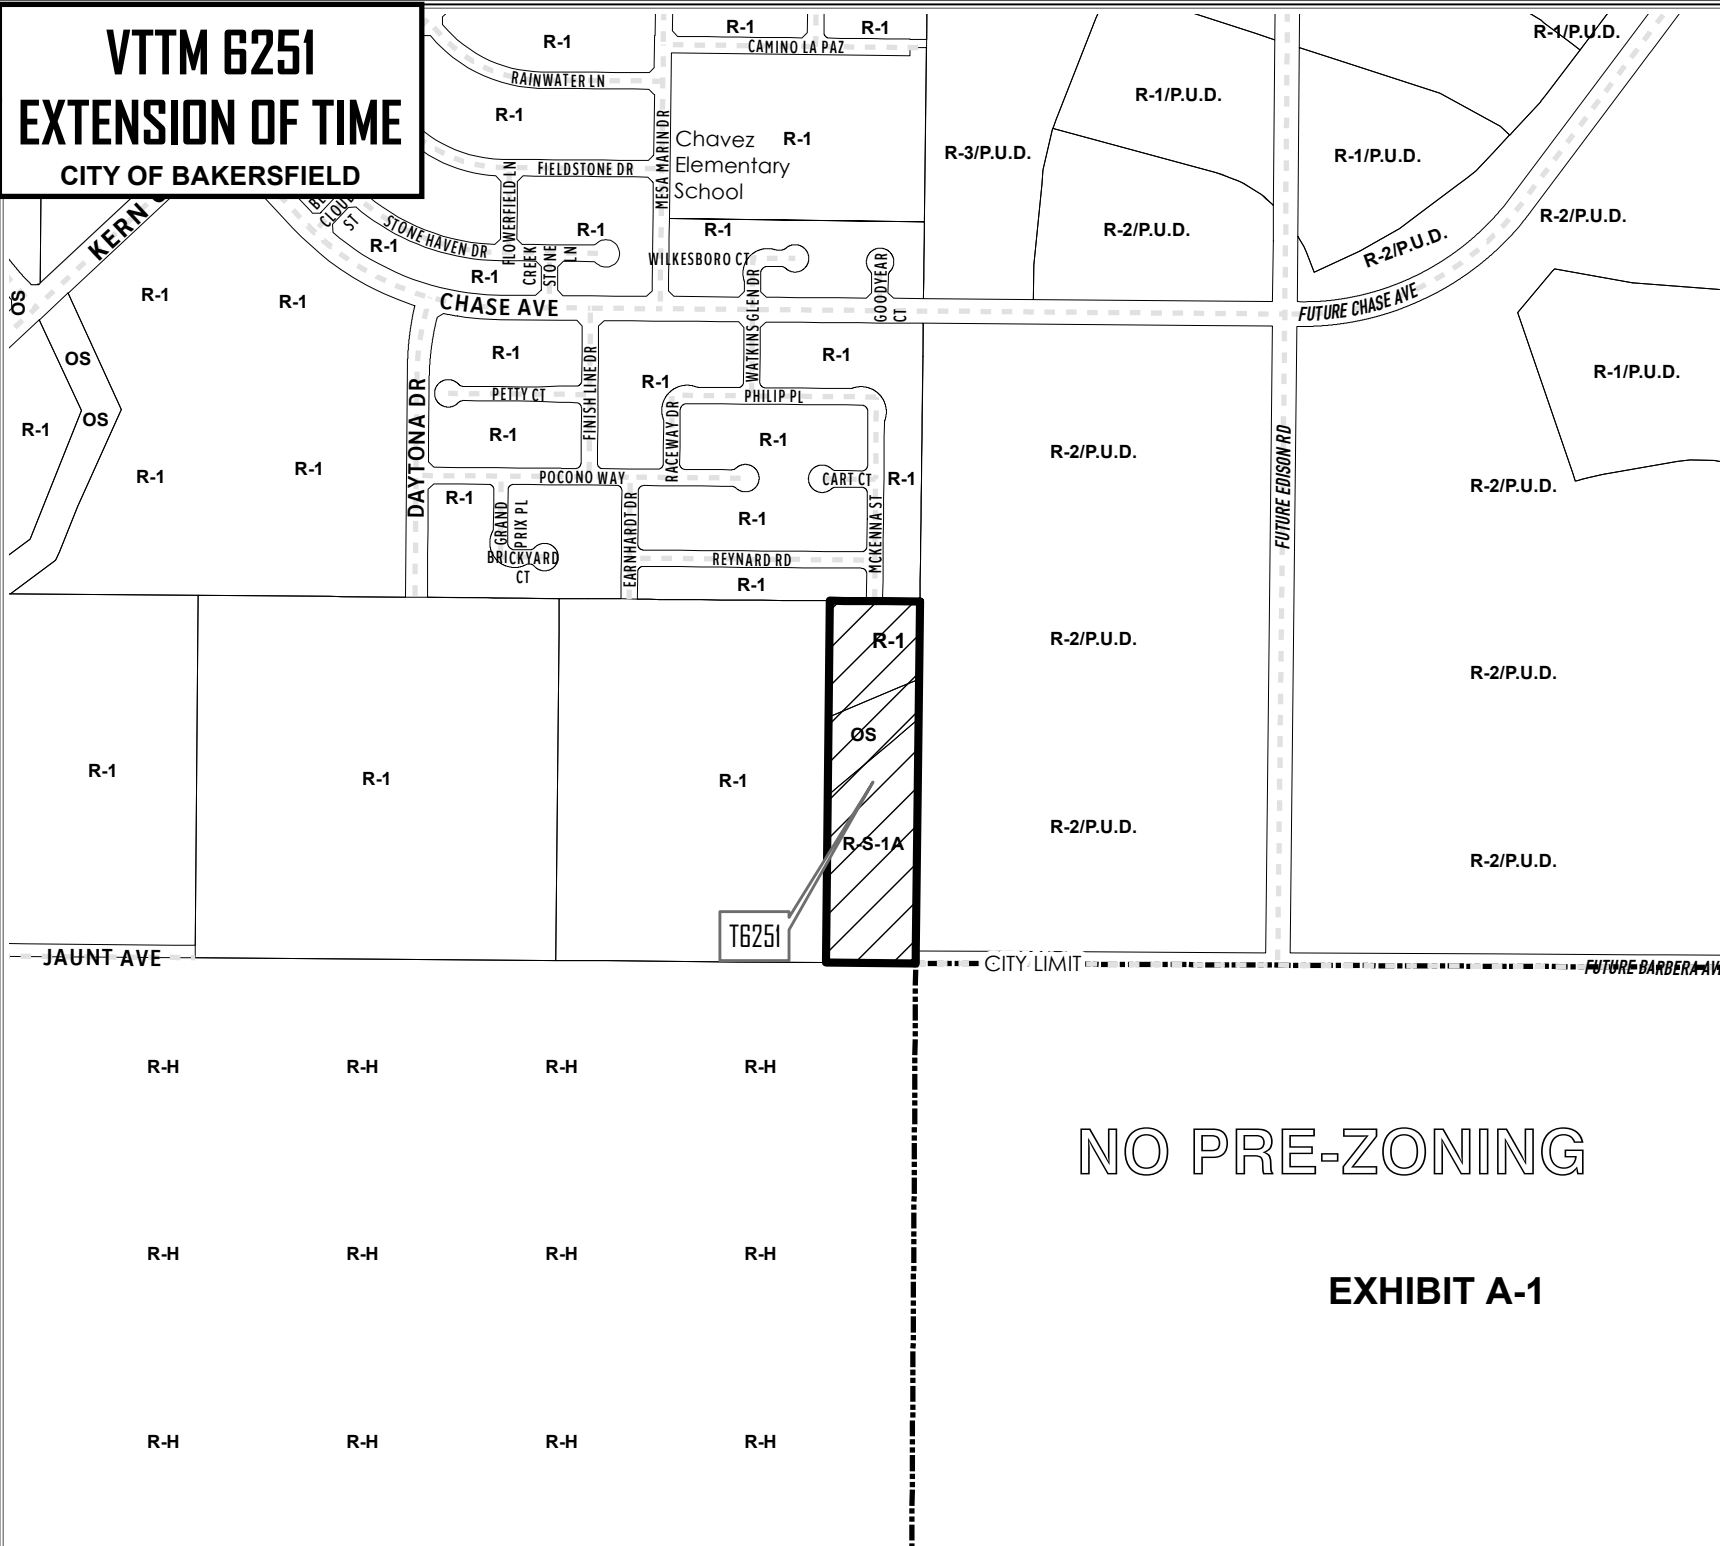 VTTM 6251
EXTENSION OF TIME
CITY OF BAKERSFIELD
R-1
R-1
R-1
CAMINO LA PAZ
R-1/P.U.D.
RAINWATER LN
R-1
R-1/P.U.D.
MESA MARIN DR
Chavez
Elementary
School
R-1
R-3/P.U.D.
R-1/P.U.D.
FIELDSTONE DR
FLOWERFIELD LN
KERN
ST
STONE HAVEN DR
R-1
R-1
R-1
R-2/P.U.D.
R-2/P.U.D.
R-2/P.U.D.
WILKESBORO CT
CREEK
STONE
LN
R-1
GOODYEAR
CT
WATKINS GLEN DR
OS
R-1
R-1
CHASE AVE
FUTURE CHASE AVE
OS
R-1
FINISH LINE DR
R-1
R-1
R-1/P.U.D.
DAYTONA DR
PETTY CT
PHILIP PL
RACEWAY DR
OS
R-1
R-1
R-1
R-2/P.U.D.
FUTURE EDISON RD
R-1
R-1
POCONO WAY
CART CT
R-1
R-2/P.U.D.
R-1
GRAND
PRIX PL
EARNHARDT DR
R-1
MCKENNA ST
BRICKYARD
CT
REYNARD RD
R-1
R-1
R-2/P.U.D.
R-2/P.U.D.
OS
R-1
R-1
R-1
R-2/P.U.D.
R-S-1A
R-2/P.U.D.
T6251
JAUNT AVE
CITY LIMIT
FUTURE BARBERA AV
R-H
R-H
R-H
R-H
NO PRE-ZONING
R-H
R-H
R-H
R-H
EXHIBIT A-1
R-H
R-H
R-H
R-H